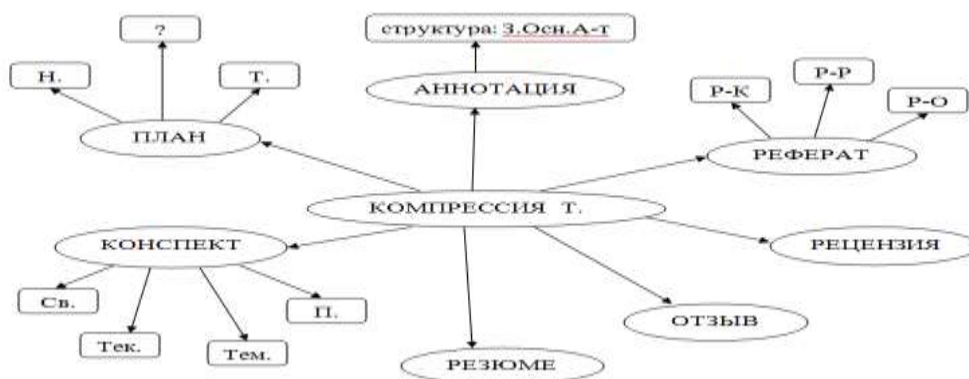 ?
структура: З.Осн.А-т
Н.
Т.
АННОТАЦИЯ
Р-К
Р-Р
Р-О
ПЛАН
РЕФЕРАТ
КОМПРЕССИЯ Т.
КОНСПЕКТ
РЕЦЕНЗИЯ
Св.
П.
Тек.
Тем.
ОТЗЫВ
РЕЗЮМЕ